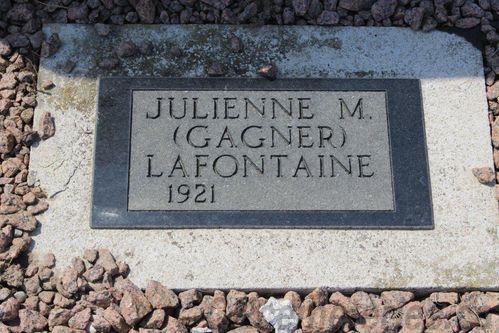 JULIENNE M.
(GAGNER)
LAFONTAINE
1921